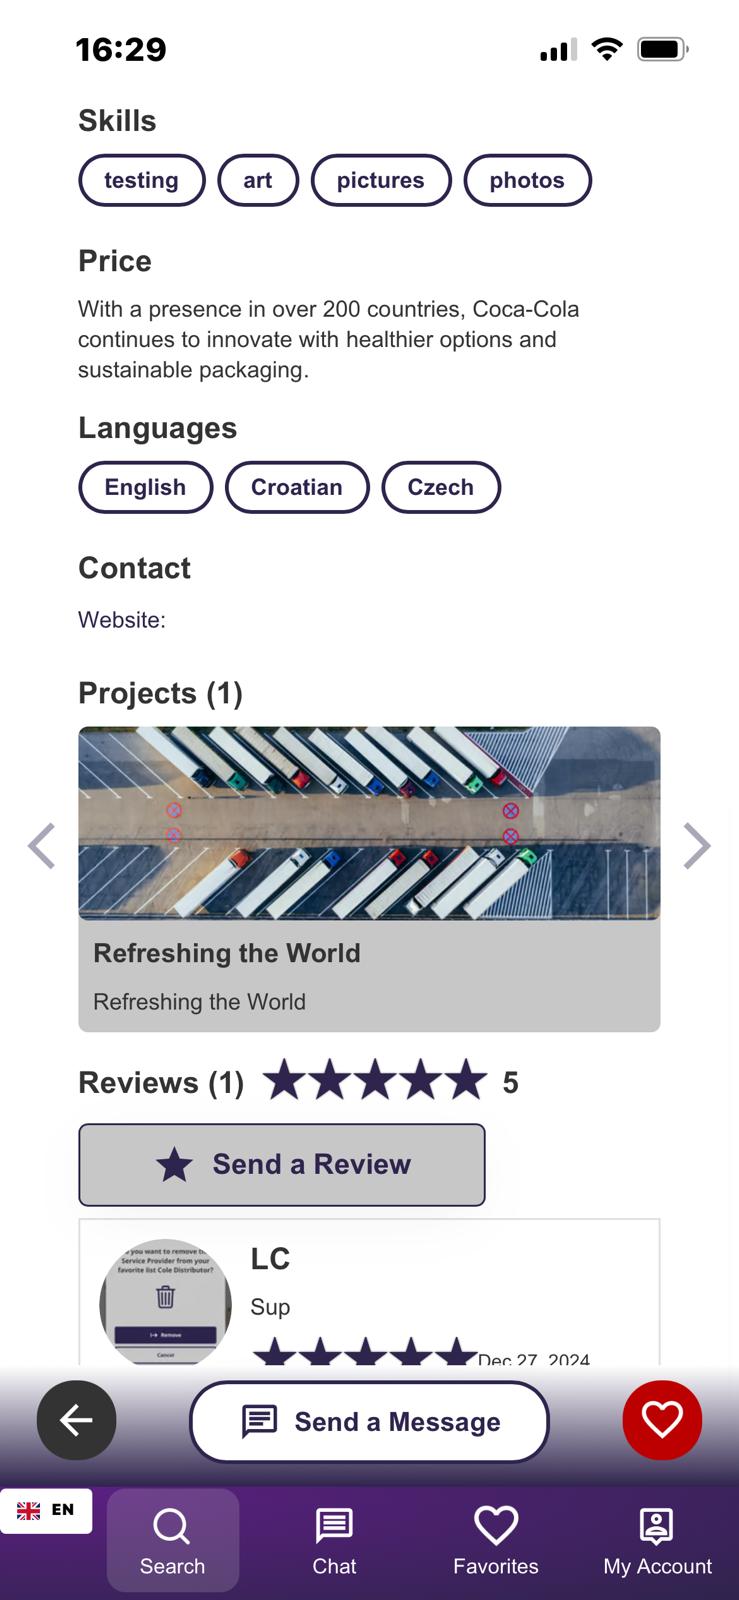 16:29
Skills
testing art pictures photos
Price
With a presence in over 200 countries, Coca-Cola
continues to innovate with healthier options and
sustainable packaging.
Languages
English Croatian Czech
Contact
Website:
Projects (1)
Refreshing the World
Refreshing the World
Reviews (1) 5
Send a Review
you want to remove
Service Provider from your
favorite list Cole Distributor?
Remove
Cancel
LC
Sup
Dec 27, 2024
Send a Message
EN
Search Chat Favorites My Account